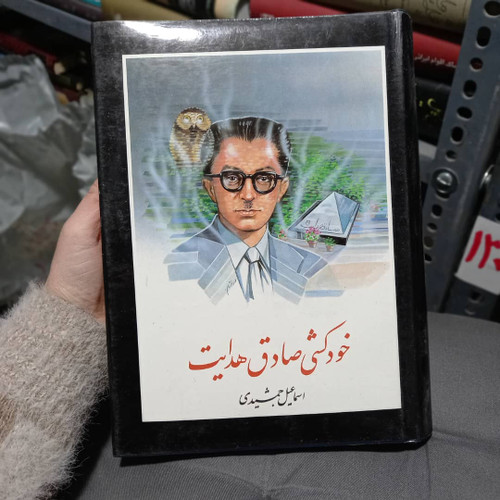 خودکشی صادق هدایت
اسماعیل جمشیدی